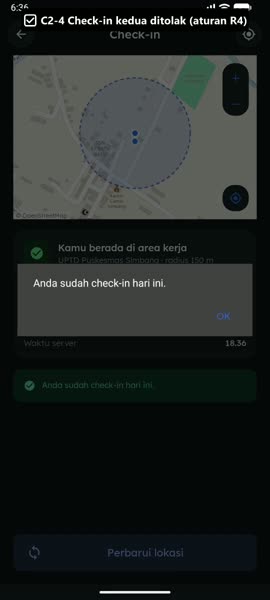 6:36
C2-4 Check-in kedua ditolak (aturan R4)
Check-in
+
© OpenStreetMap
Kamu berada di area kerja
UPTD Puskesmas Simbang · radius 150 m
Anda sudah check-in hari ini.
OK
Waktu server 18.36
Anda sudah check-in hari ini.
Perbarui lokasi